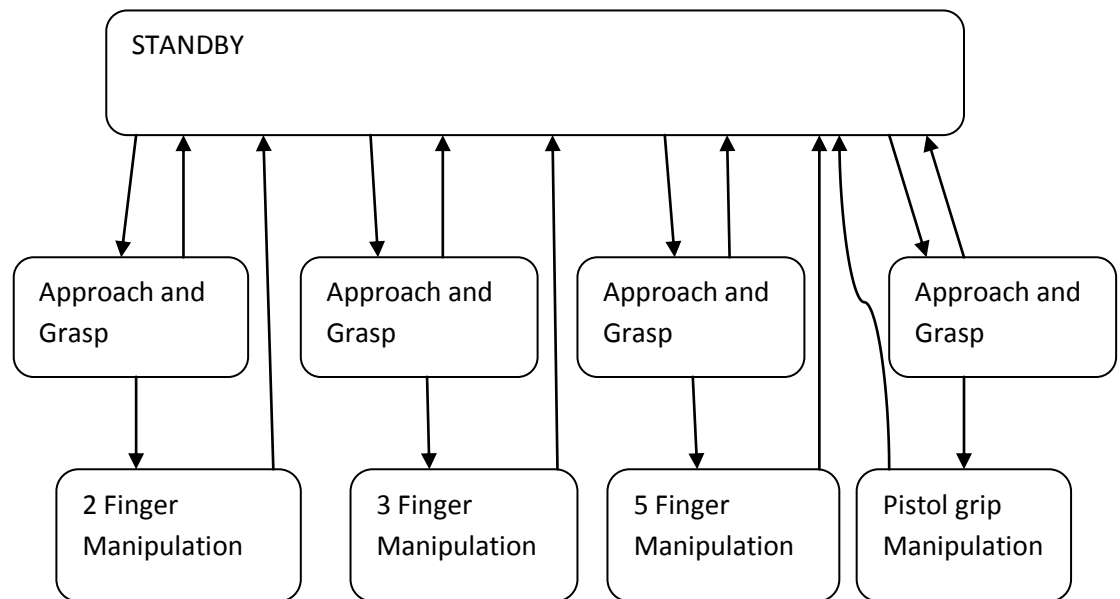 STANDBY
Approach and
Grasp
Approach and
Grasp
Approach and
Grasp
Approach and
Grasp
2 Finger
Manipulation
3 Finger
Manipulation
5 Finger
Manipulation
Pistol grip
Manipulation